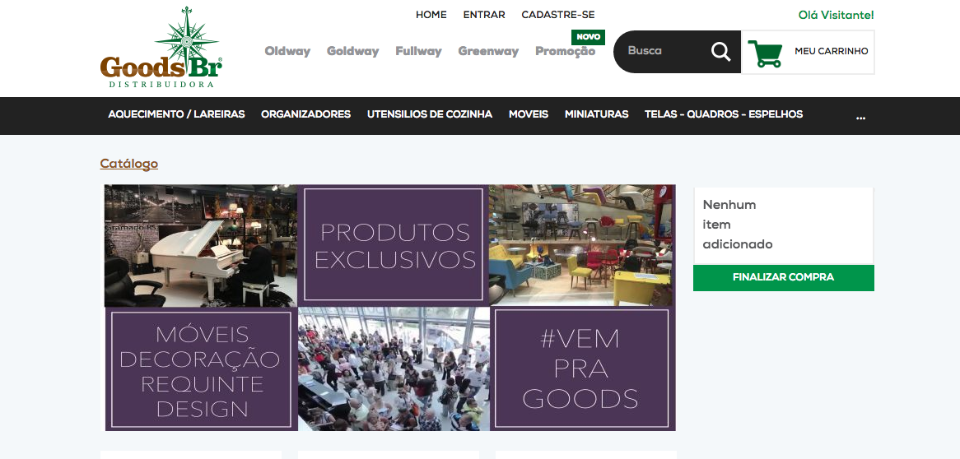 HOME ENTRAR CADASTRE-SE Olá Visitante!
NOVO
Oldway Goldway Fullway Greenway Promoção
Busca
MEU CARRINHO
GoodsBr®
DISTRIBUIDORA
AQUECIMENTO / LAREIRAS ORGANIZADORES UTENSILIOS DE COZINHA MOVEIS MINIATURAS TELAS - QUADROS - ESPELHOS ...
Catálogo
PRODUTOS
EXCLUSIVOS
MÓVEIS
DECORAÇÃO
REQUINTE
DESIGN
#VEM
PRA
GOODS
Nenhum
item
adicionado
FINALIZAR COMPRA